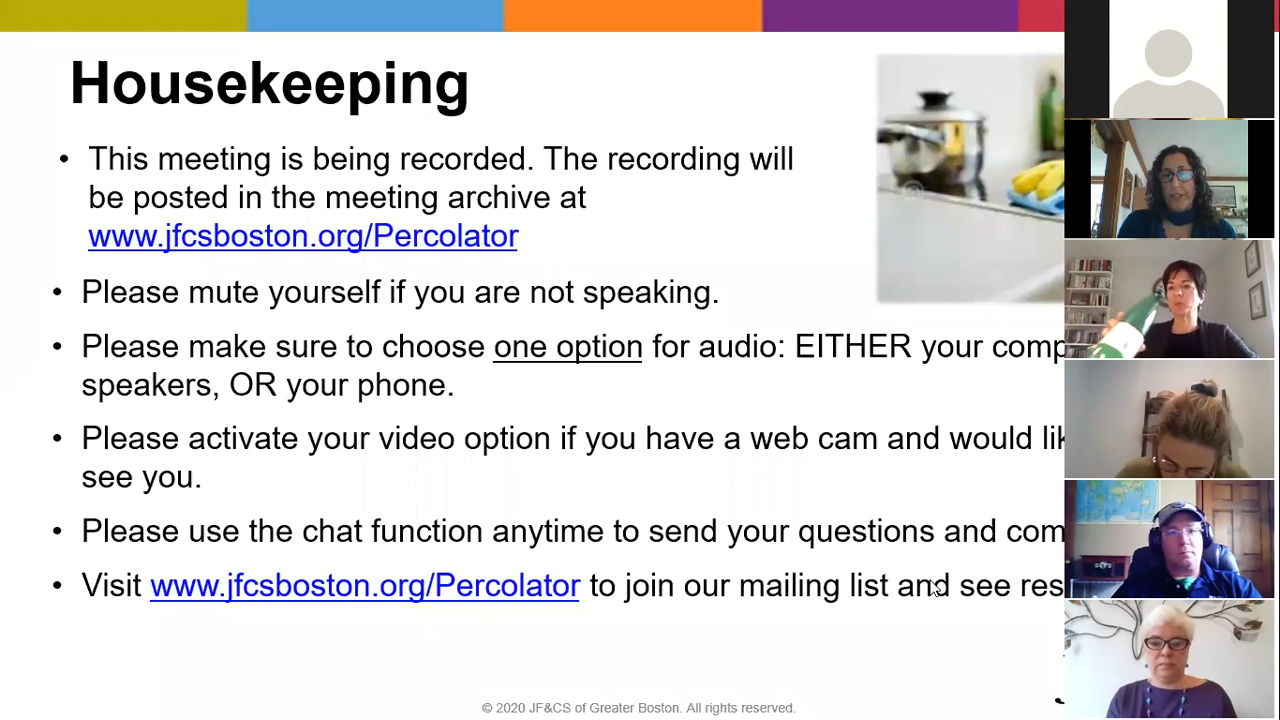 Housekeeping
• This meeting is being recorded. The recording will
be posted in the meeting archive at
www.jfcsboston.org/Percolator
• Please mute yourself if you are not speaking.
• Please make sure to choose one option for audio: EITHER your
speakers, OR your phone.
• Please activate your video option if you have a web cam and would
see you.
• Please use the chat function anytime to send your questions and
• Visit www.jfcsboston.org/Percolator to join our mailing list and see
© 2020 JF&CS of Greater Boston. All rights reserved.